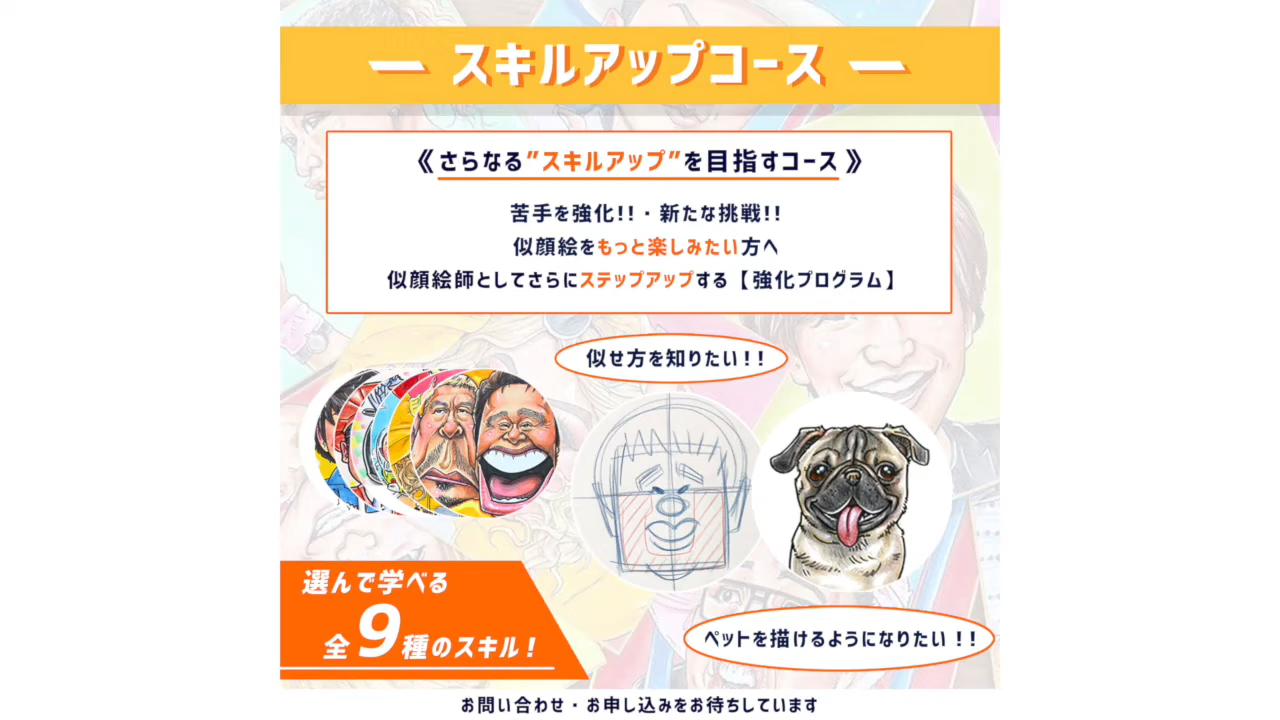 ― スキルアップコース ―
《さらなる”スキルアップ”を目指すコース》
苦手を強化!!・新たな挑戦!!
似顔絵をもっと楽しみたい方へ
似顔絵師としてさらにステップアップする【強化プログラム】
似せ方を知りたい!!
選んで学べる
全9種のスキル!
ペットを描けるようになりたい!!
お問い合わせ・お申し込みをお待ちしています